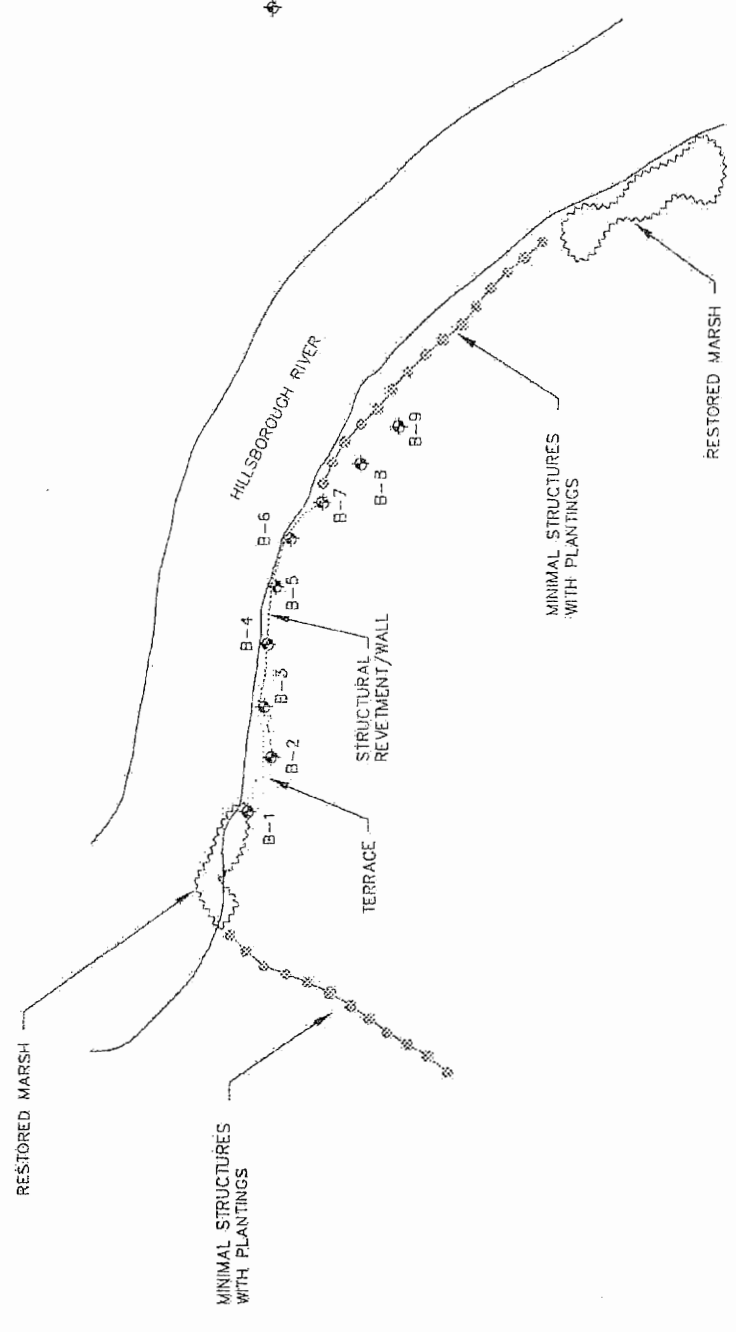 RESTORED MARSH
MINIMAL STRUCTURES
WITH PLANTINGS
TERRACE
STRUCTURAL
REVETMENT/WALL
HILLSBOROUGH RIVER
B-1
B-2
B-3
B-4
B-5
B-6
B-7
B-8
B-9
MINIMAL STRUCTURES
WITH PLANTINGS
RESTORED MARSH